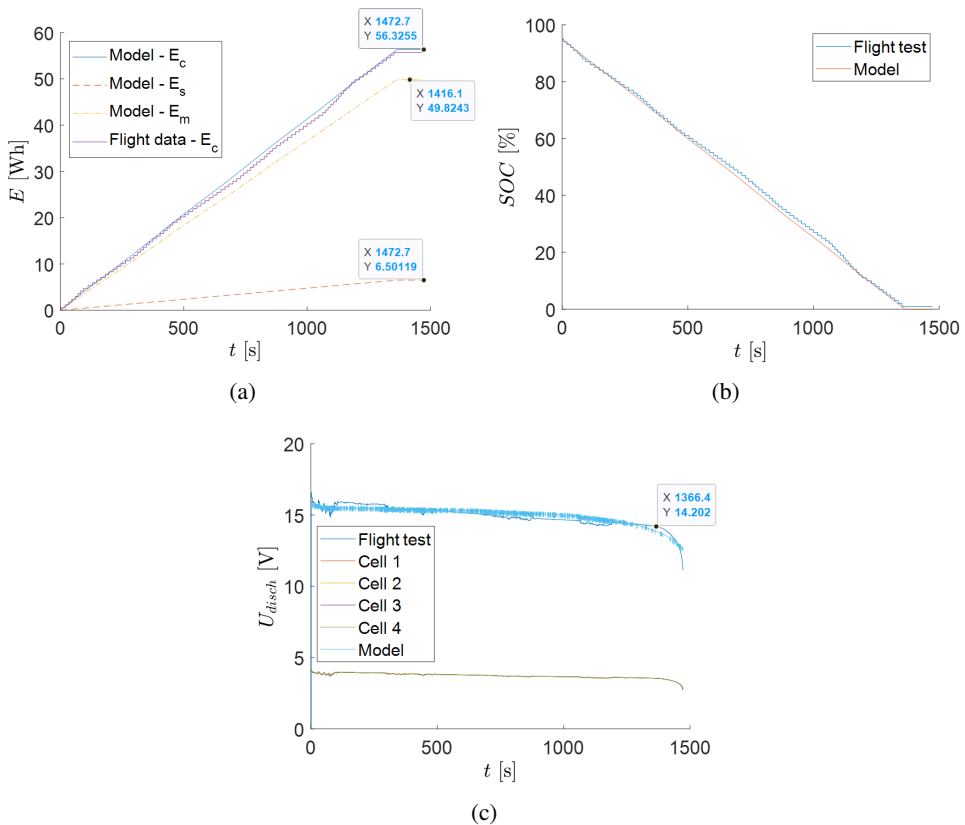 60
50
40
30
20
10
0
E [Wh]
0 500 1000 1500
t [s]
Model - E_c
Model - E_s
Model - E_m
Flight data - E_c
X 1472.7
Y 56.3255
X 1416.1
Y 49.8243
X 1472.7
Y 6.50119
(a)
100
80
60
40
20
0
SOC [%]
0 500 1000 1500
t [s]
Flight test
Model
(b)
20
15
10
5
0
U_disch [V]
0 500 1000 1500
t [s]
X 1366.4
Y 14.202
Flight test
Cell 1
Cell 2
Cell 3
Cell 4
Model
(c)